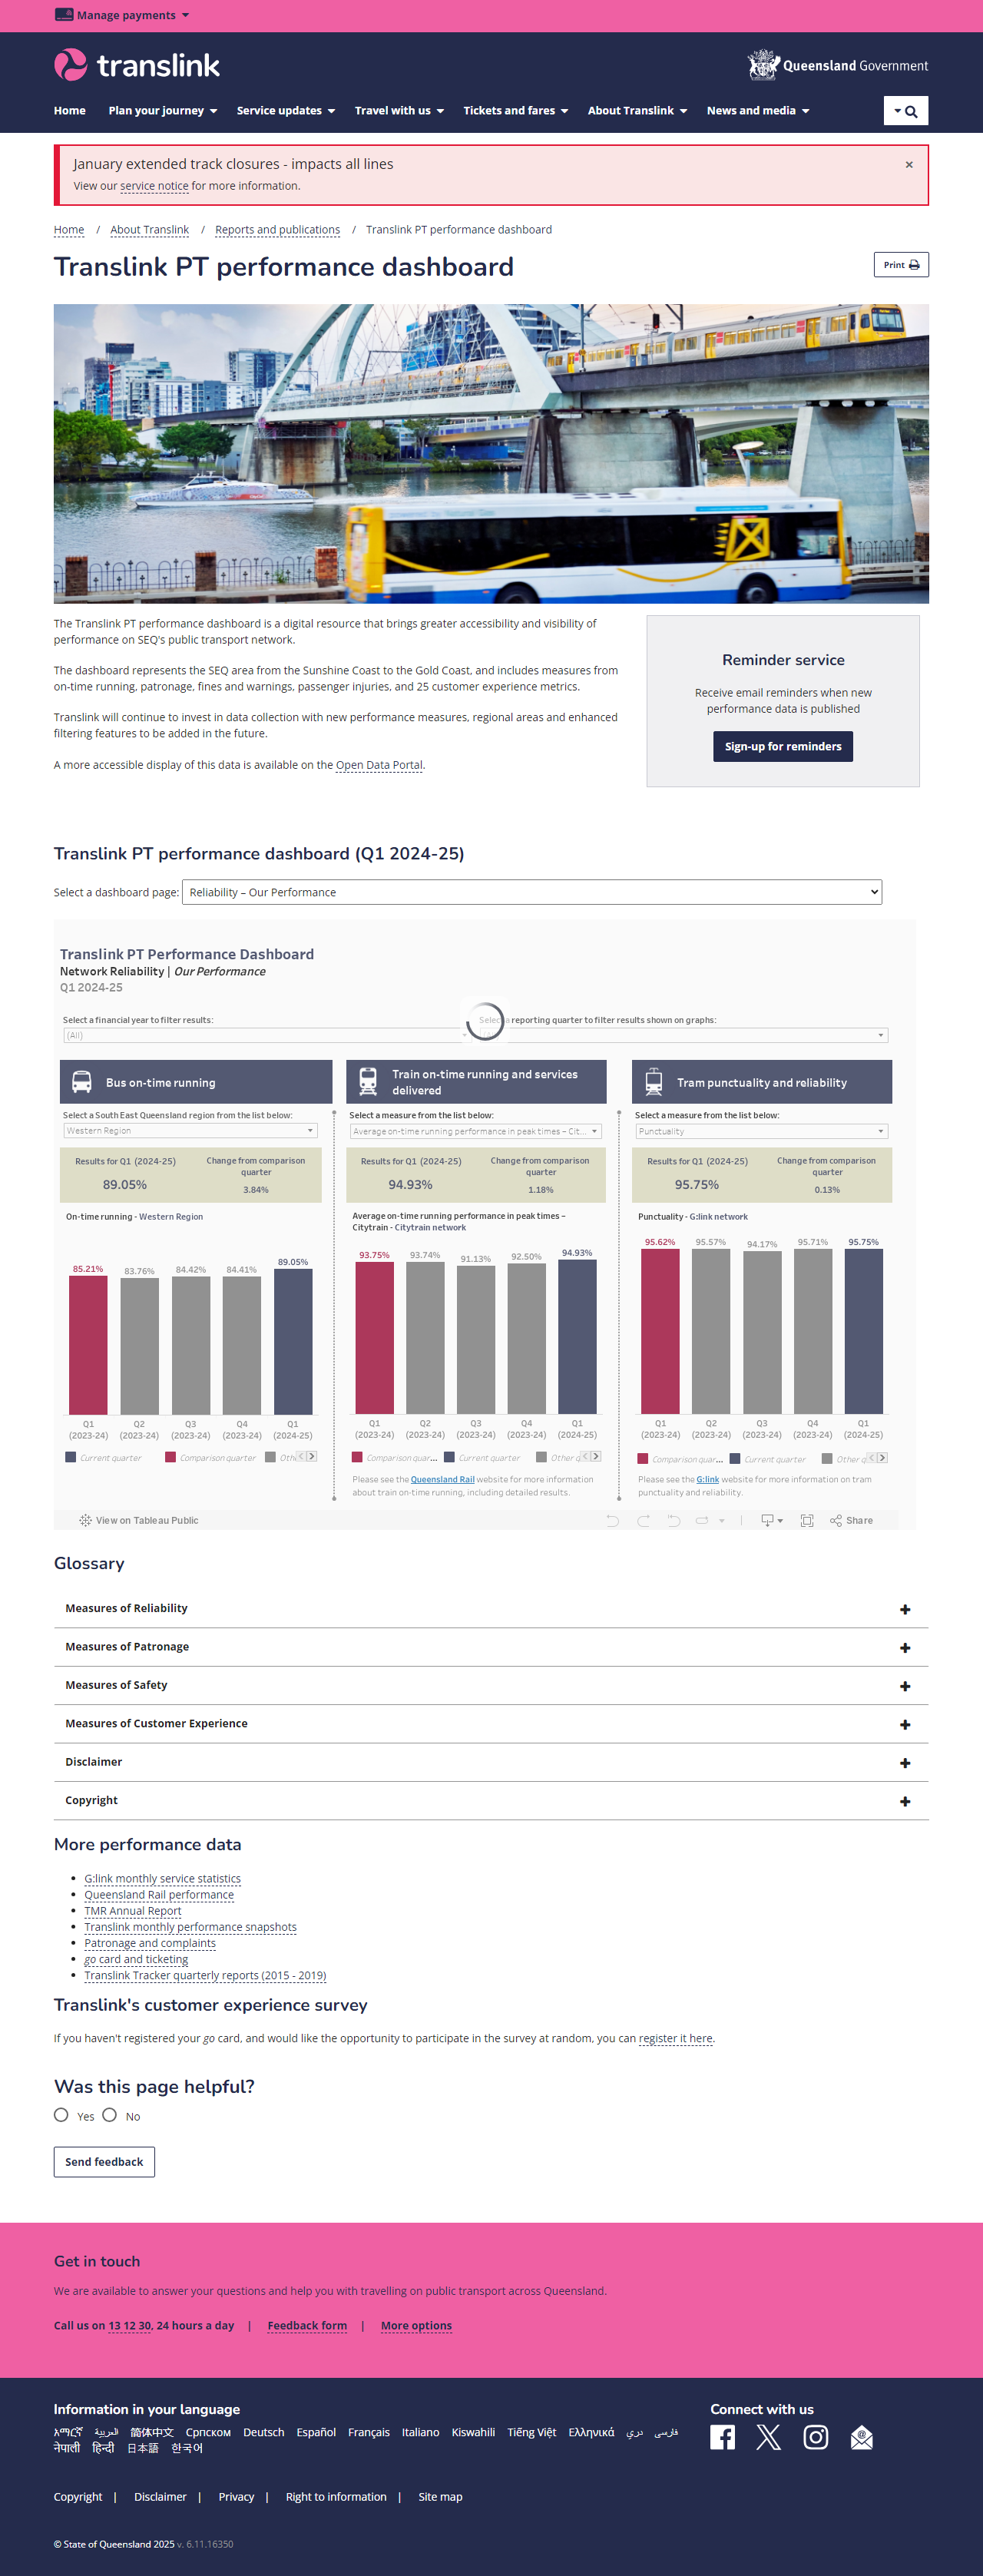 Manage payments
translink
Queensland Government
Home Plan your journey Service updates Travel with us Tickets and fares About Translink News and media
January extended track closures - impacts all lines
×
View our service notice for more information.
Home / About Translink / Reports and publications / Translink PT performance dashboard
Translink PT performance dashboard
Print
The Translink PT performance dashboard is a digital resource that brings greater accessibility and visibility of
performance on SEQ's public transport network.
The dashboard represents the SEQ area from the Sunshine Coast to the Gold Coast, and includes measures from
on-time running, patronage, fines and warnings, passenger injuries, and 25 customer experience metrics.
Translink will continue to invest in data collection with new performance measures, regional areas and enhanced
filtering features to be added in the future.
A more accessible display of this data is available on the Open Data Portal.
Reminder service
Receive email reminders when new
performance data is published
Sign-up for reminders
Translink PT performance dashboard (Q1 2024-25)
Select a dashboard page: Reliability – Our Performance
Translink PT Performance Dashboard
Network Reliability | Our Performance
Q1 2024-25
Select a financial year to filter results:
(All)
Select a reporting quarter to filter results shown on graphs:
Bus on-time running
Select a South East Queensland region from the list below:
Western Region
Results for Q1 (2024-25)
89.05%
Change from comparison
quarter
3.84%
On-time running - Western Region
85.21% 83.76% 84.42% 84.41% 89.05%
Q1 Q2 Q3 Q4 Q1
(2023-24) (2023-24) (2023-24) (2023-24) (2024-25)
Current quarter Comparison quarter Oth
Train on-time running and services
delivered
Select a measure from the list below:
Average on-time running performance in peak times – Cit...
Results for Q1 (2024-25)
94.93%
Change from comparison
quarter
1.18%
Average on-time running performance in peak times –
Citytrain - Citytrain network
93.75% 93.74% 91.13% 92.50% 94.93%
Q1 Q2 Q3 Q4 Q1
(2023-24) (2023-24) (2023-24) (2023-24) (2024-25)
Comparison quar... Current quarter Other q
Please see the Queensland Rail website for more information
about train on-time running, including detailed results.
Tram punctuality and reliability
Select a measure from the list below:
Punctuality
Results for Q1 (2024-25)
95.75%
Change from comparison
quarter
0.13%
Punctuality - G:link network
95.62% 95.57% 94.17% 95.71% 95.75%
Q1 Q2 Q3 Q4 Q1
(2023-24) (2023-24) (2023-24) (2023-24) (2024-25)
Comparison quar... Current quarter Other q
Please see the G:link website for more information on tram
punctuality and reliability.
View on Tableau Public
Share
Glossary
Measures of Reliability
Measures of Patronage
Measures of Safety
Measures of Customer Experience
Disclaimer
Copyright
More performance data
G:link monthly service statistics
Queensland Rail performance
TMR Annual Report
Translink monthly performance snapshots
Patronage and complaints
go card and ticketing
Translink Tracker quarterly reports (2015 - 2019)
Translink's customer experience survey
If you haven't registered your go card, and would like the opportunity to participate in the survey at random, you can register it here.
Was this page helpful?
Yes No
Send feedback
Get in touch
We are available to answer your questions and help you with travelling on public transport across Queensland.
Call us on 13 12 30, 24 hours a day | Feedback form | More options
Information in your language
አማርኛ العربية 简体中文 Српском Deutsch Español Français Italiano Kiswahili Tiếng Việt Ελληνικά دري فارسی
नेपाली हिन्दी 日本語 한국어
Connect with us
Copyright | Disclaimer | Privacy | Right to information | Site map
© State of Queensland 2025 v. 6.11.16350